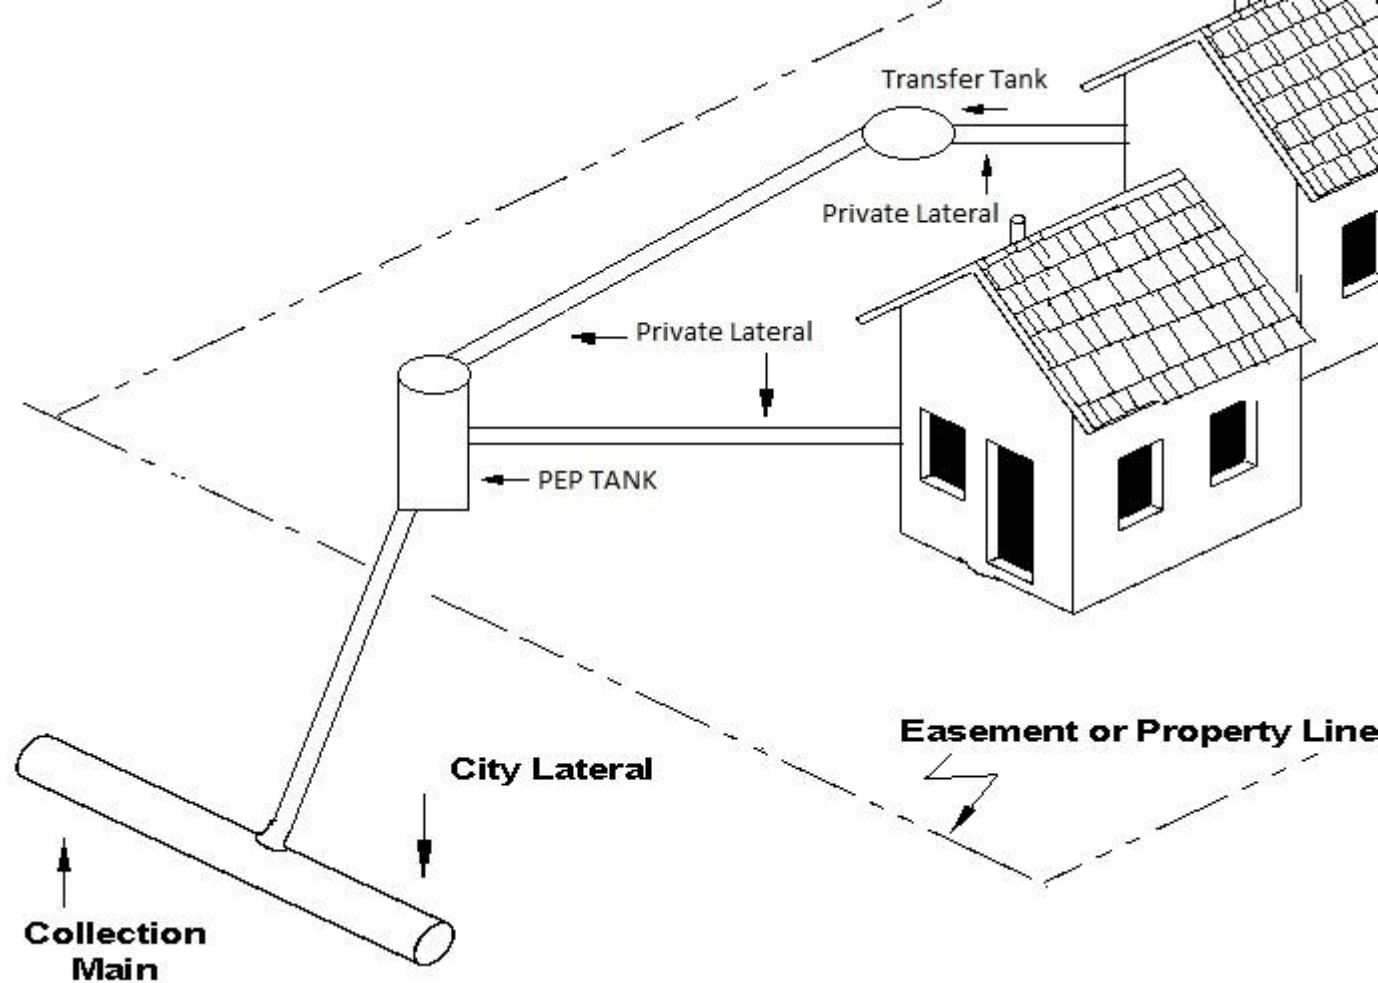 Transfer Tank
Private Lateral
Private Lateral
PEP TANK
Easement or Property Line
City Lateral
Collection
Main